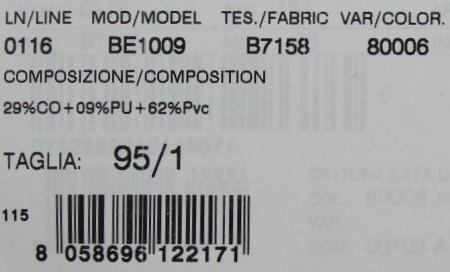 LN/LINE MOD/MODEL TES./FABRIC VAR/COLOR.
0116 BE1009 B7158 80006
COMPOSIZIONE/COMPOSITION
29%CO+09%PU+62%Pvc
TAGLIA: 95/1
115
8 058696 122171